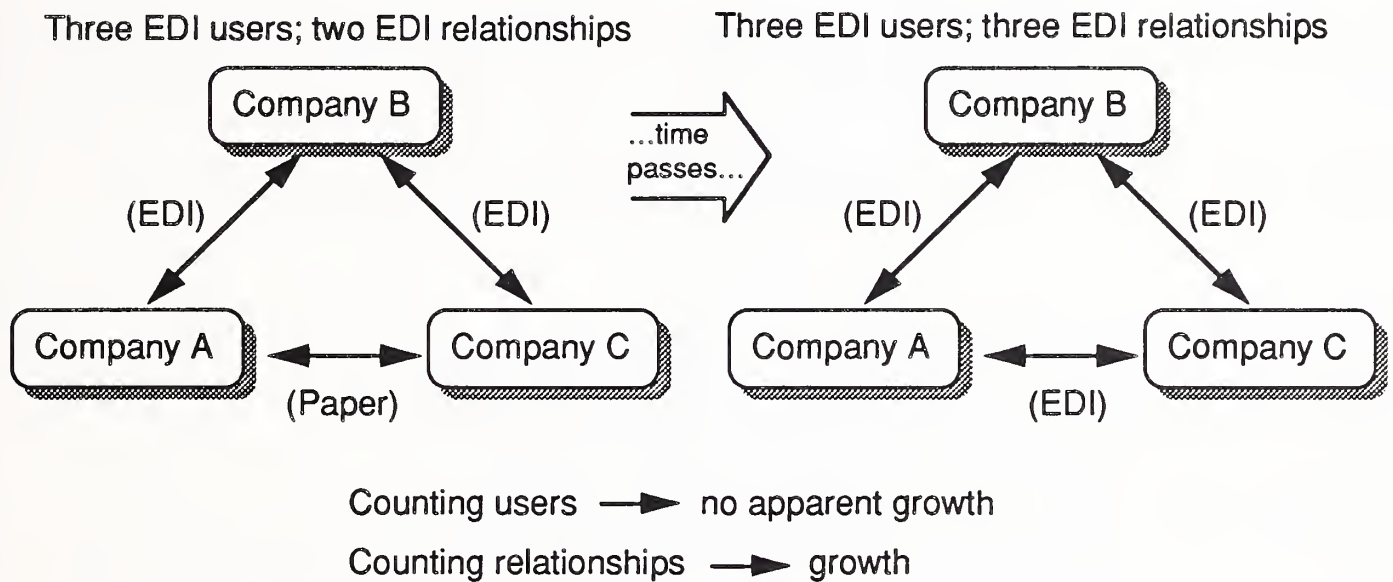 Three EDI users; two EDI relationships
Company B
(EDI)
(EDI)
Company A
Company C
(Paper)
...time
passes...
Three EDI users; three EDI relationships
Company B
(EDI)
(EDI)
Company A
Company C
(EDI)
Counting users → no apparent growth
Counting relationships → growth